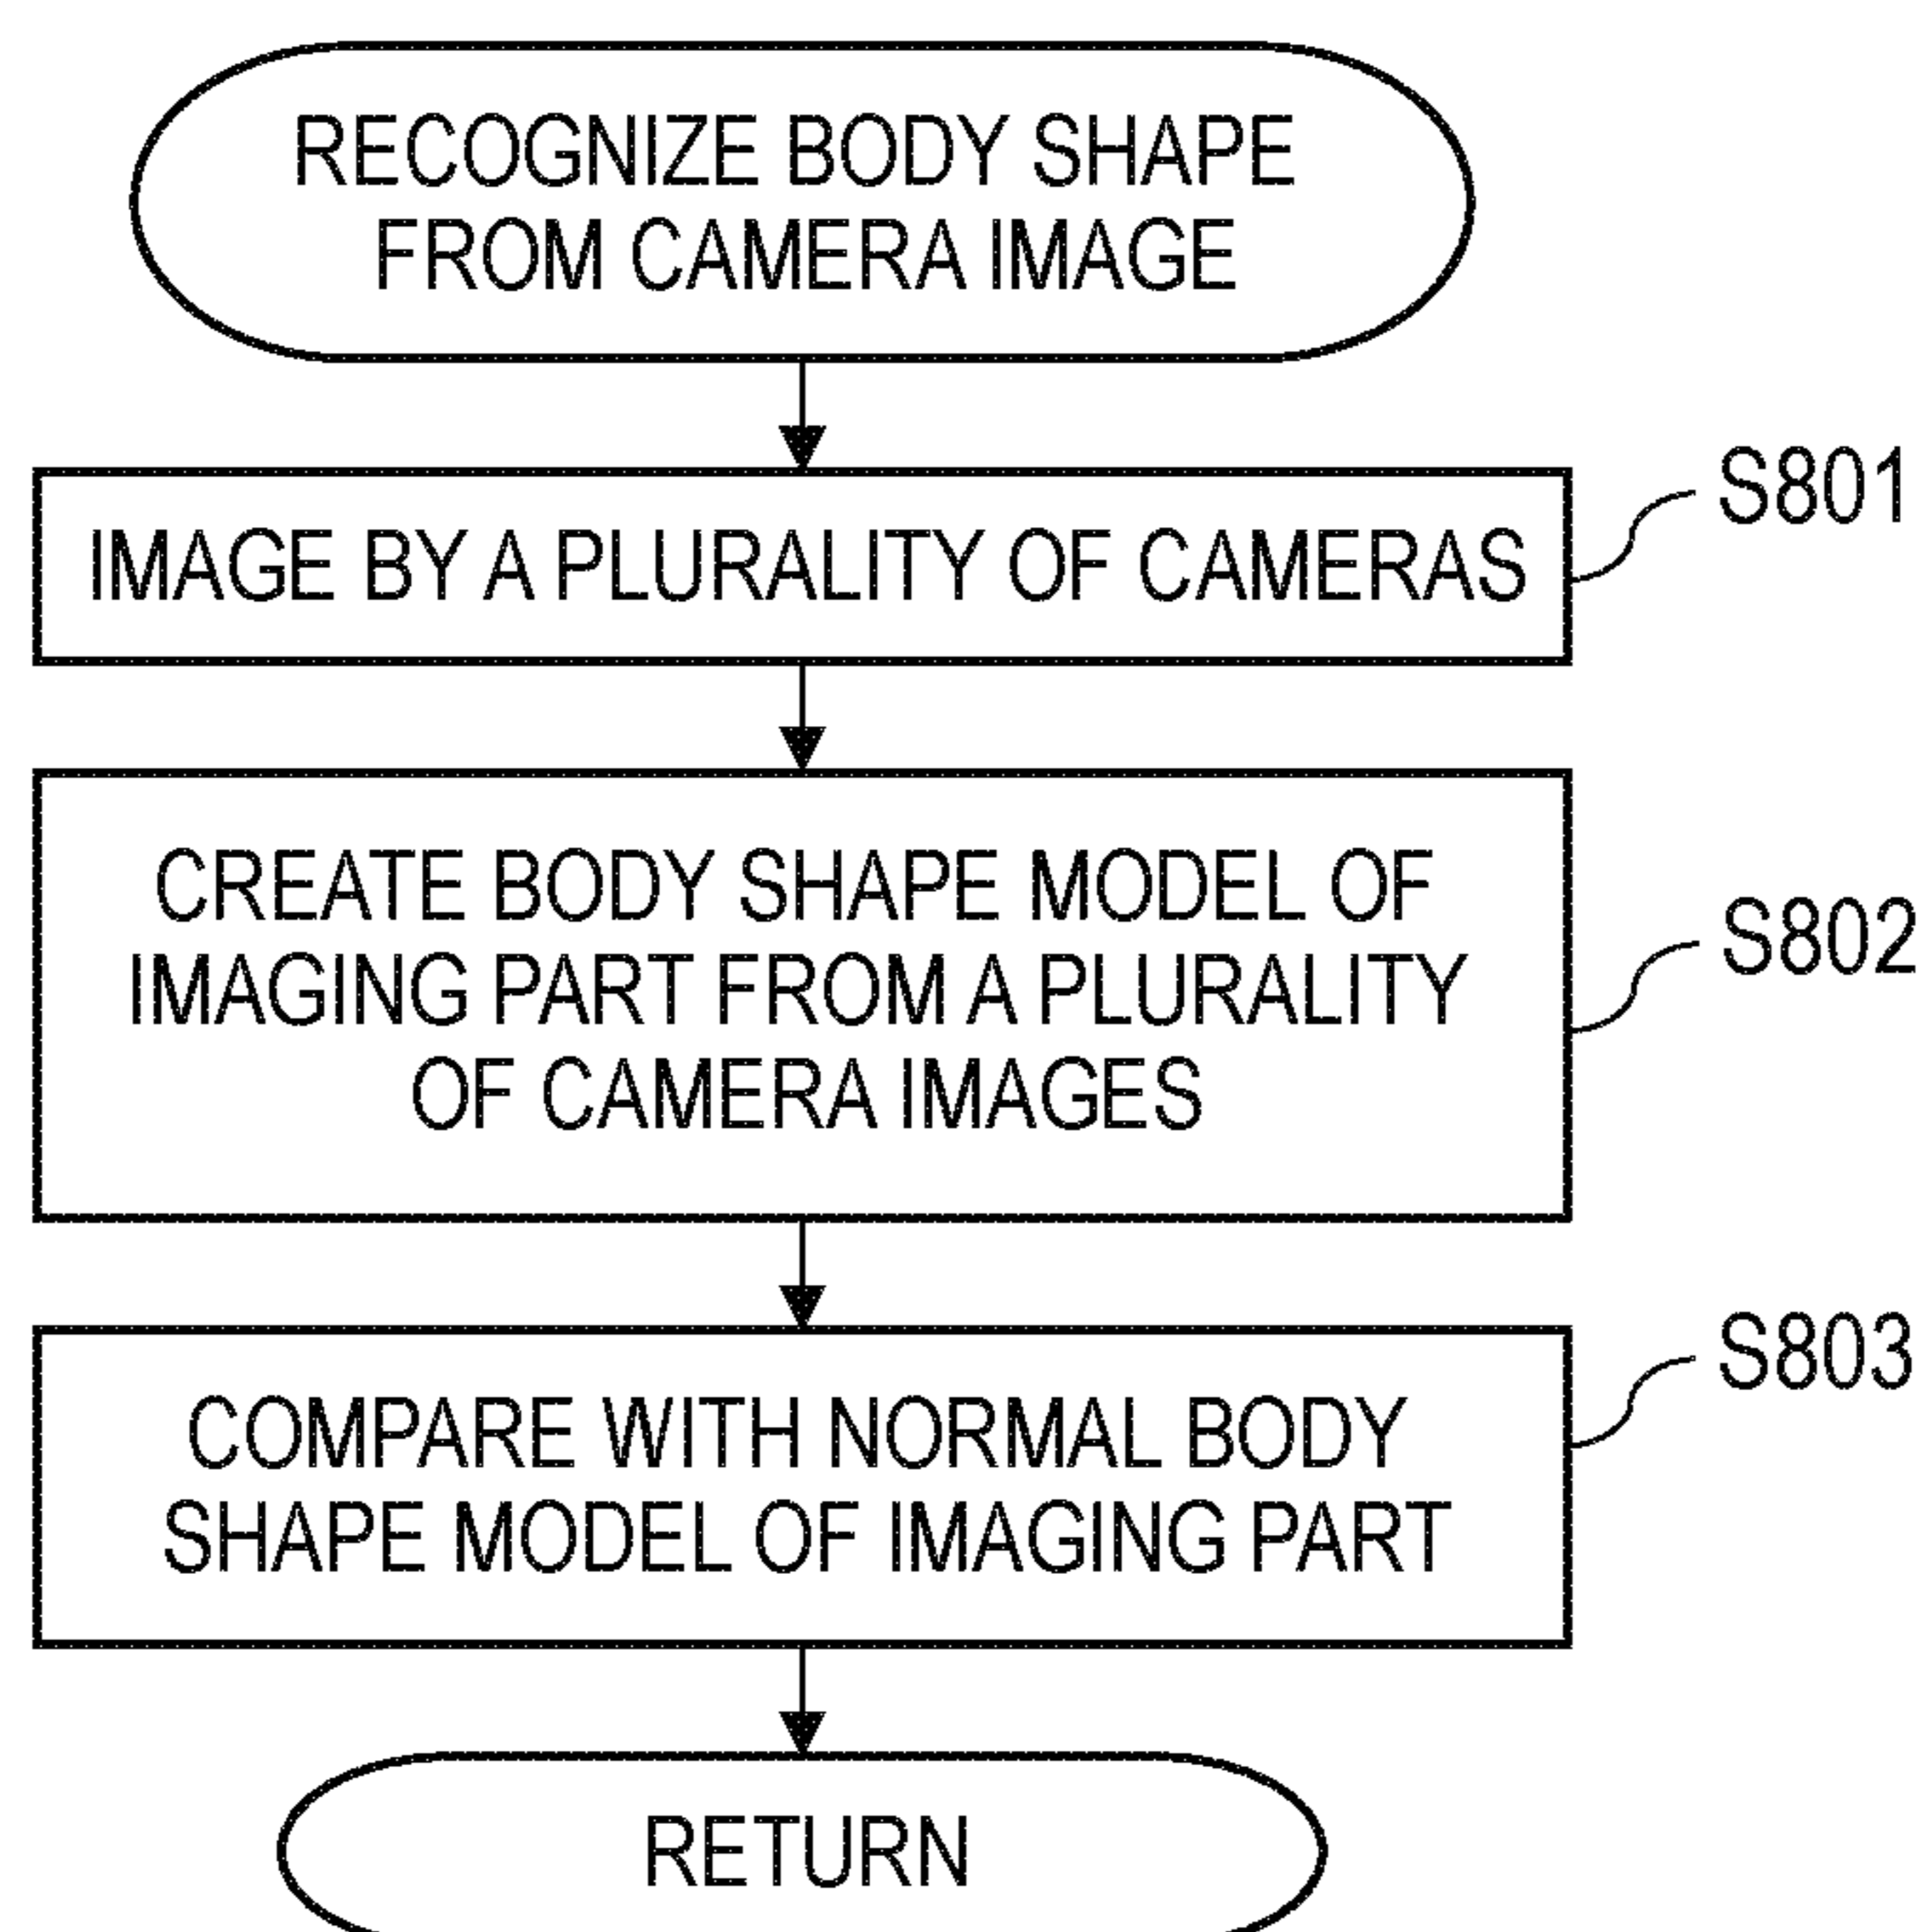 RECOGNIZE BODY SHAPE
FROM CAMERA IMAGE
S801
IMAGE BY A PLURALITY OF CAMERAS
CREATE BODY SHAPE MODEL OF
IMAGING PART FROM A PLURALITY
OF CAMERA IMAGES
S802
COMPARE WITH NORMAL BODY
SHAPE MODEL OF IMAGING PART
S803
RETURN